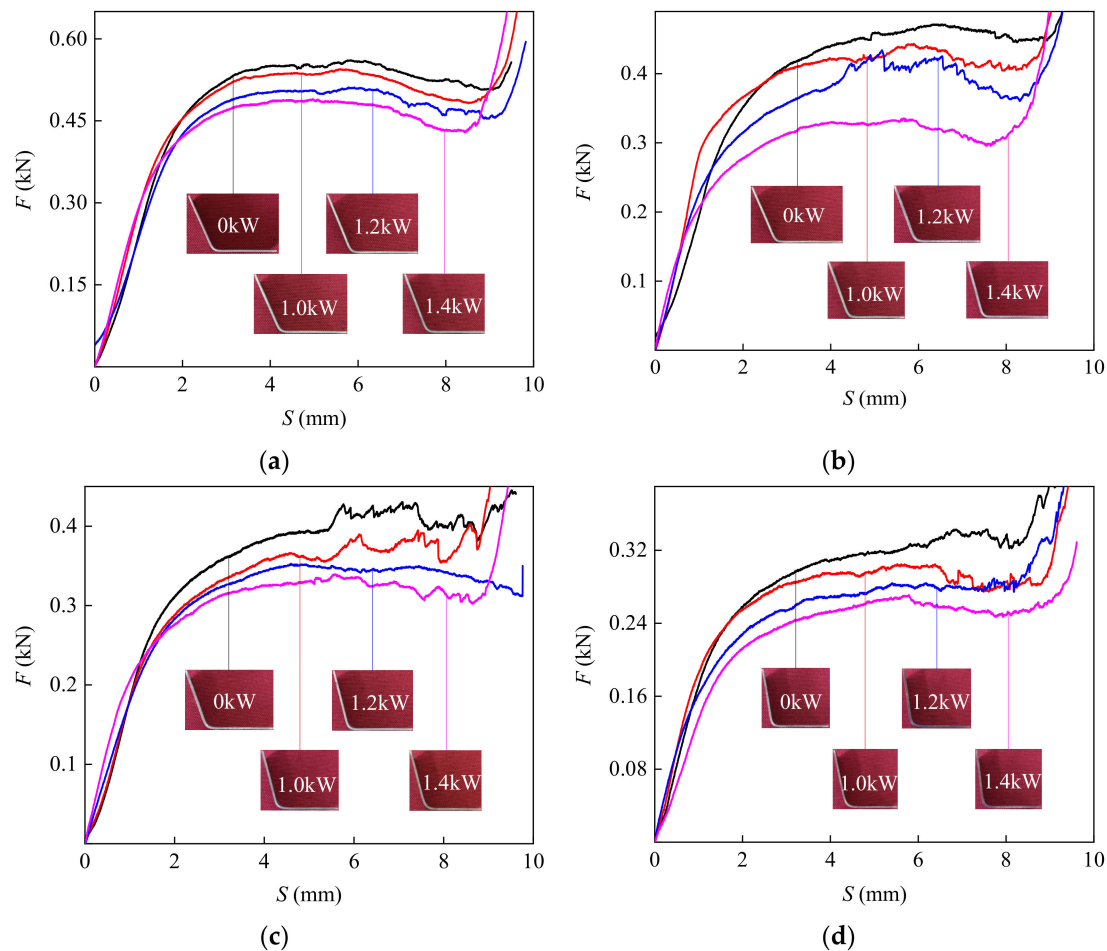 0.60
0.45
0.30
0.15
F (kN)
0kW
1.2kW
1.0kW
1.4kW
0 2 4 6 8 10
S (mm)
(a)
0.4
0.3
0.2
0.1
F (kN)
0kW
1.2kW
1.0kW
1.4kW
0 2 4 6 8 10
S (mm)
(b)
0.4
0.3
0.2
0.1
F (kN)
0kW
1.2kW
1.0kW
1.4kW
0 2 4 6 8 10
S (mm)
(c)
0.32
0.24
0.16
0.08
F (kN)
0kW
1.2kW
1.0kW
1.4kW
0 2 4 6 8 10
S (mm)
(d)